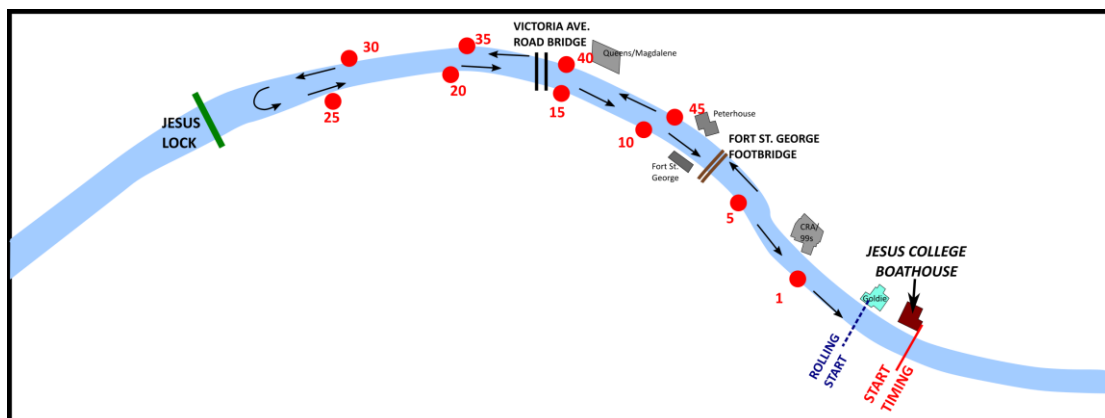 VICTORIA AVE.
ROAD BRIDGE
35
30
40
Queens/Magdalene
20
25
15
45
Peterhouse
10
JESUS
LOCK
FORT ST. GEORGE
FOOTBRIDGE
Fort St.
George
5
CRA/
99s
JESUS COLLEGE
BOATHOUSE
1
Goldie
ROLLING
START
START
TIMING